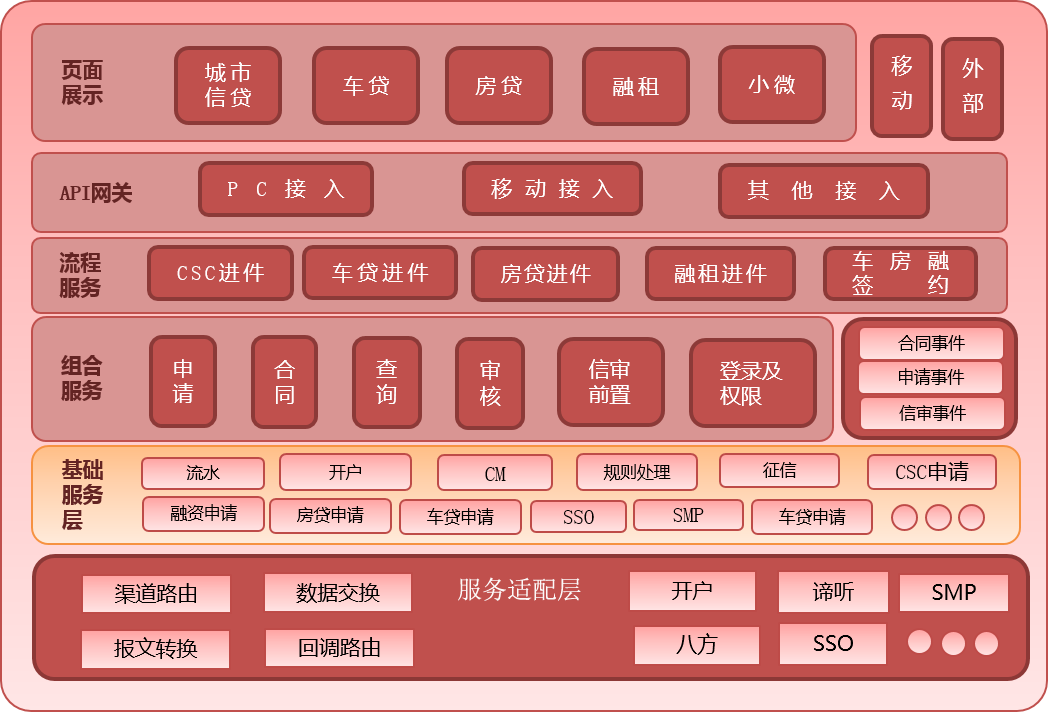 页面
展示
城市
信贷
车贷
房贷
融租
小微
移
动
外
部
API网关
PC接入
移动接入
其他接入
流程
服务
CSC进件
车贷进件
房贷进件
融租进件
车房融
签约
组合
服务
申
请
合
同
查
询
审
核
信审
前置
登录及
权限
合同事件
申请事件
信审事件
基础
服务
层
流水
开户
CM
规则处理
征信
CSC申请
融资申请
房贷申请
车贷申请
SSO
SMP
车贷申请
服务适配层
渠道路由
数据交换
开户
谛听
SMP
报文转换
回调路由
八方
SSO